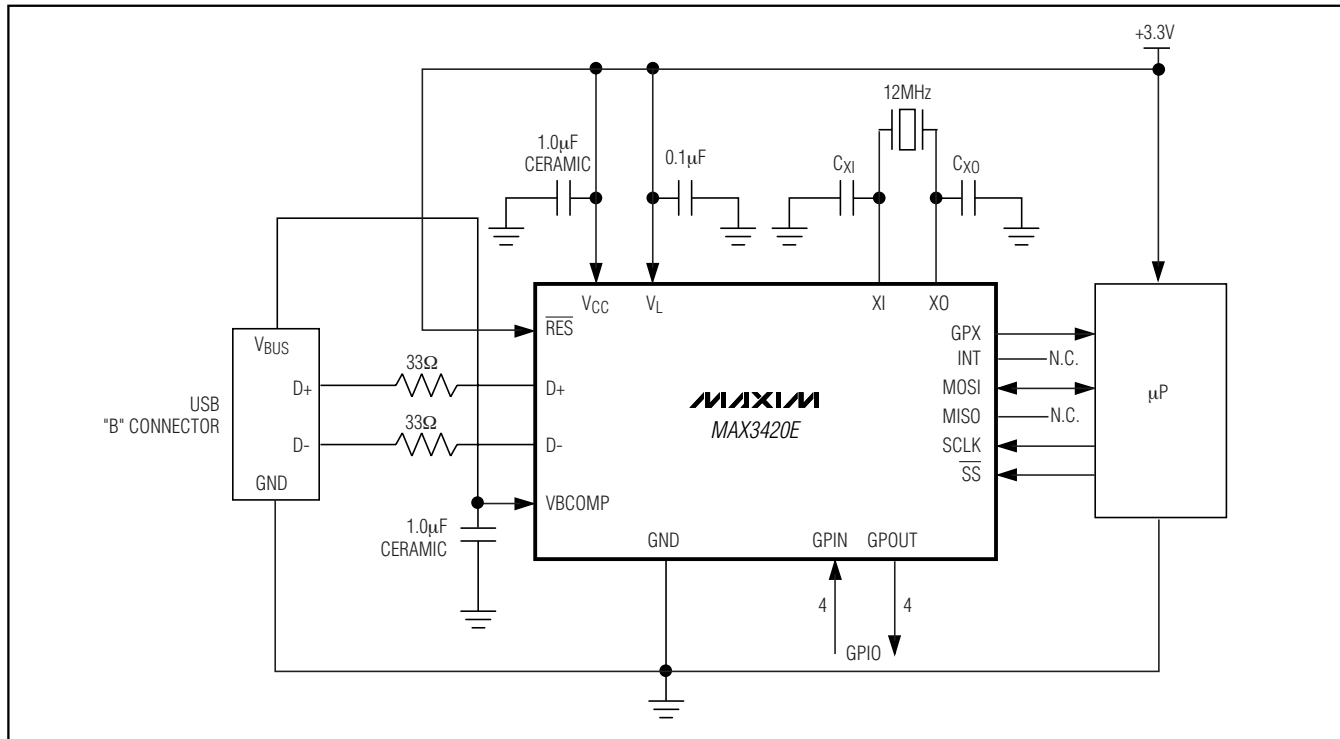 +3.3V
12MHz
1.0μF
CERAMIC
0.1μF
CXI
CXO
VCC
VL
XI
XO
RES
GPX
VBUS
33Ω
INT
N.C.
D+
D+
MOSI
USB
"B" CONNECTOR
MAXIM
MAX3420E
μP
33Ω
MISO
N.C.
D-
D-
SCLK
SS
GND
VBCOMP
1.0μF
CERAMIC
GND
GPIN
GPOUT
4
4
GPIO